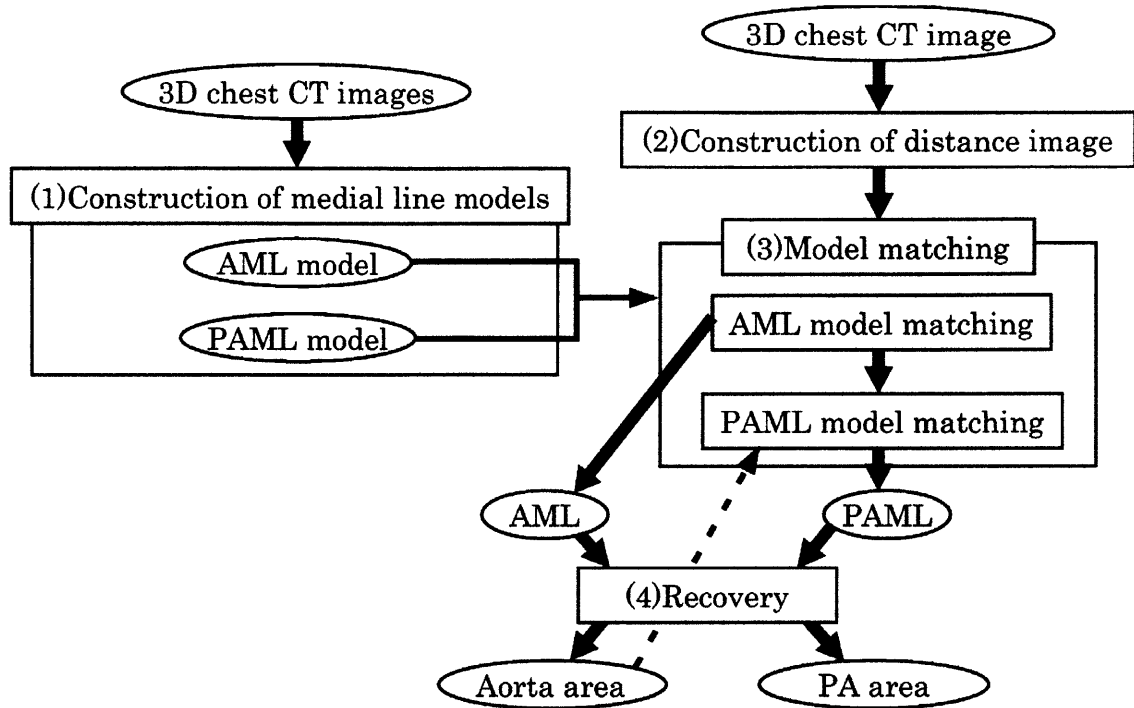 3D chest CT images
(1)Construction of medial line models
AML model
PAML model
3D chest CT image
(2)Construction of distance image
(3)Model matching
AML model matching
PAML model matching
AML
PAML
(4)Recovery
Aorta area
PA area